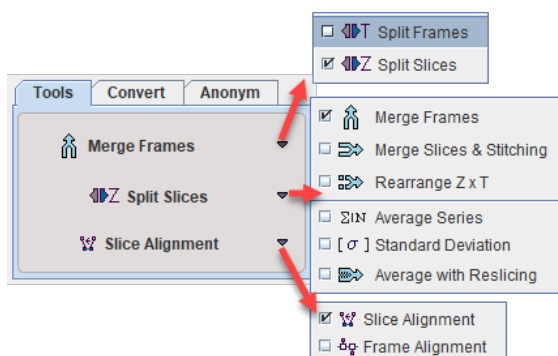 T Split Frames
Z Split Slices
Tools Convert Anonym
Merge Frames
Z Split Slices
Slice Alignment
Merge Frames
Merge Slices & Stitching
Rearrange Z x T
Σ/N Average Series
[ σ ] Standard Deviation
Average with Reslicing
Slice Alignment
Frame Alignment